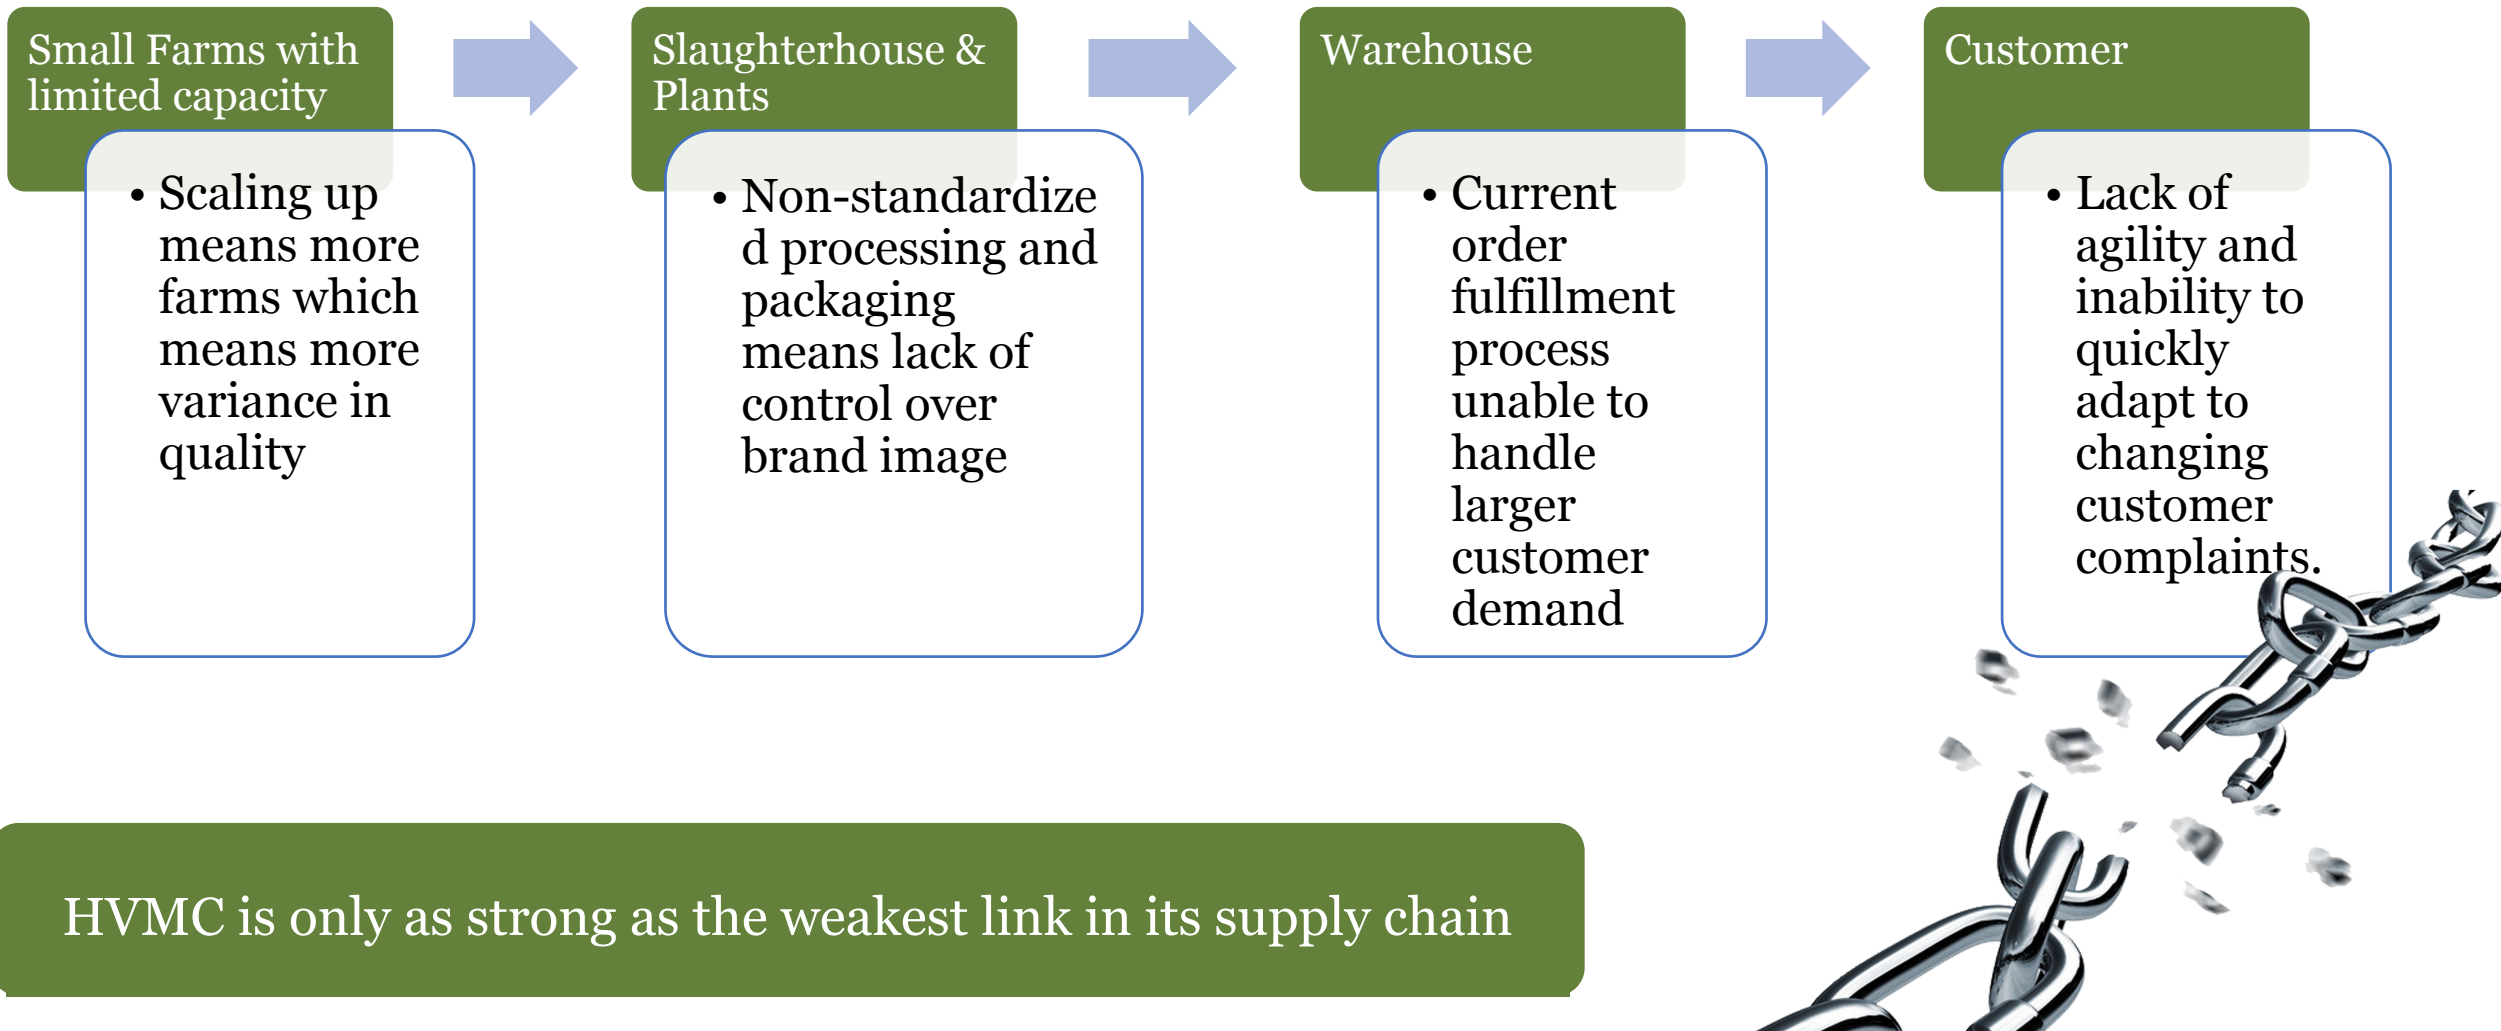 Small Farms with
limited capacity
• Scaling up
means more
farms which
means more
variance in
quality
Slaughterhouse &
Plants
• Non-standardize
d processing and
packaging
means lack of
control over
brand image
Warehouse
• Current
order
fulfillment
process
unable to
handle
larger
customer
demand
Customer
• Lack of
agility and
inability to
quickly
adapt to
changing
customer
complaints.
HVMC is only as strong as the weakest link in its supply chain